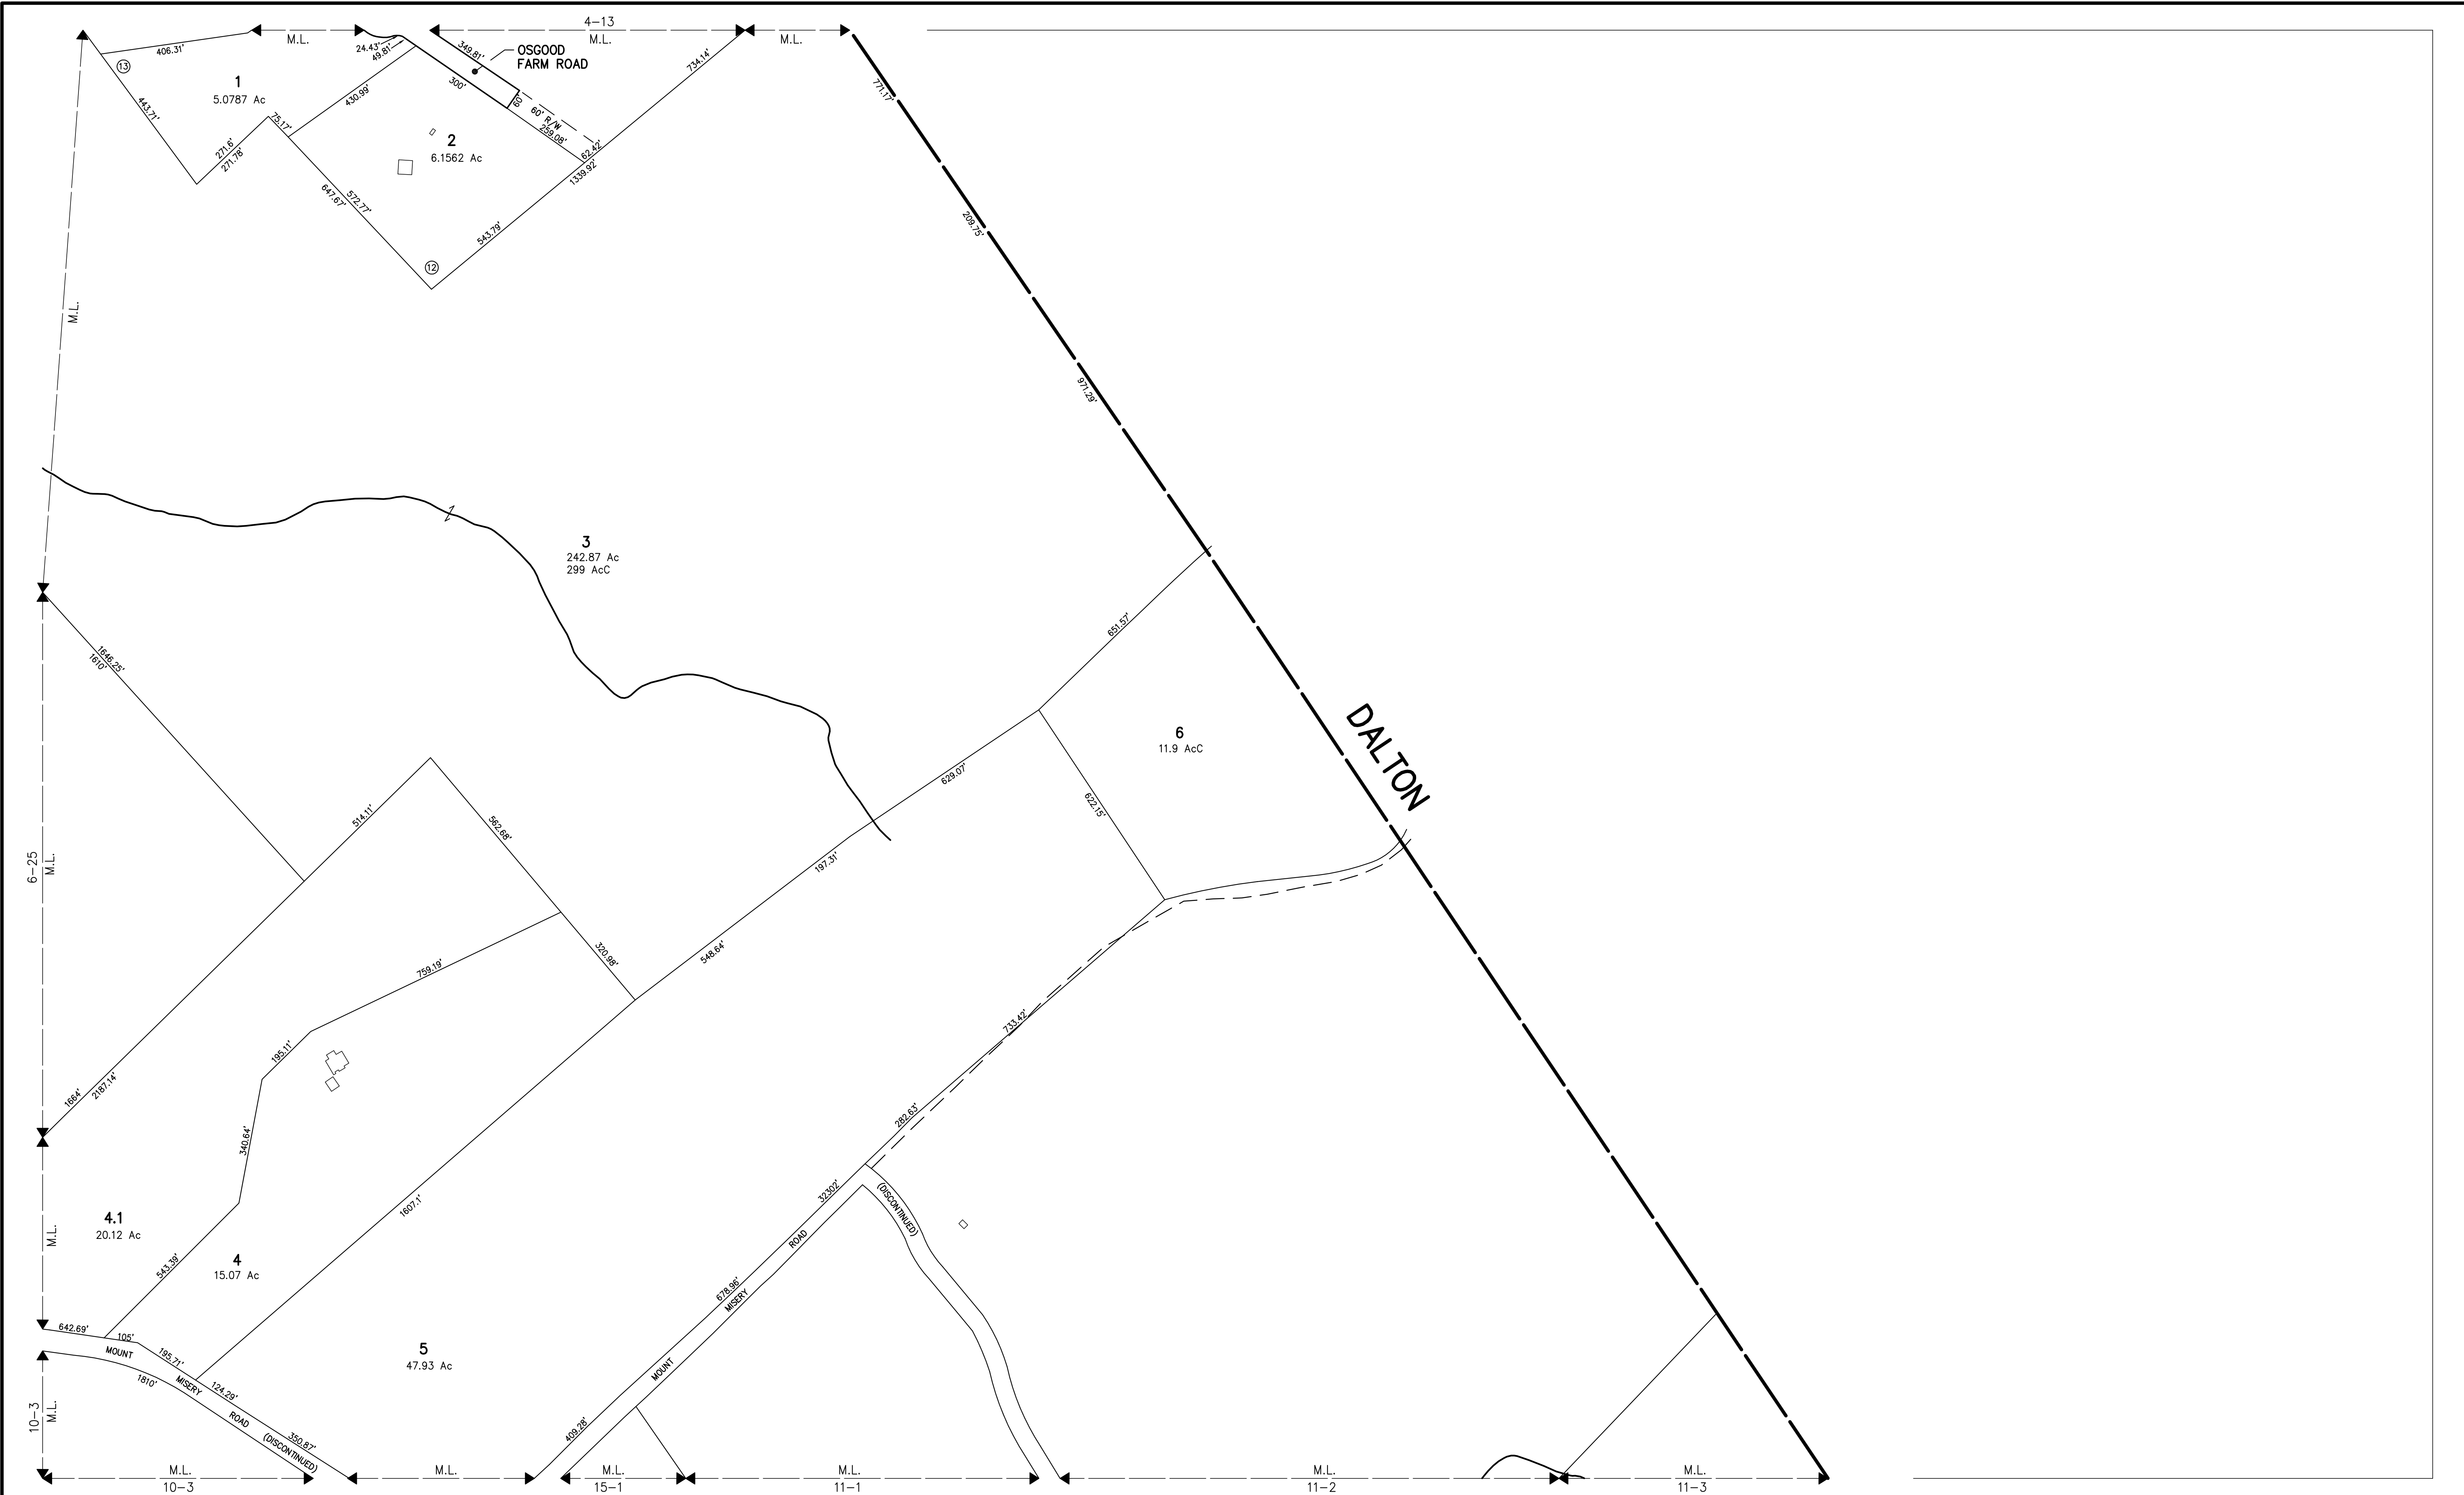 4-13
M.L.
M.L.
M.L.
406.31'
13
1
5.0787 Ac
443.71'
271.6'
271.78'
75.17'
24.43'
49.81'
430.99'
349.81'
OSGOOD
FARM ROAD
300'
60'
60' R/W
259.08'
62.42'
734.14'
1339.92'
2
6.1562 Ac
647.67'
572.77'
543.79'
12
771.17'
209.75'
971.29'
M.L.
3
242.87 Ac
299 AcC
651.57'
1646.25'
1610'
6
11.9 AcC
DALTON
629.07'
622.15'
197.31'
514.11'
562.68'
6-25
M.L.
759.19'
320.98'
548.64'
733.42'
195.11'
1664'
2187.14'
340.64'
282.63'
1607.1'
32302'
(DISCONTINUED)
4.1
20.12 Ac
M.L.
543.39'
4
15.07 Ac
678.96'
MOUNT
MISERY
ROAD
642.69'
105'
MOUNT
195.71'
1810'
MISERY
124.29'
ROAD
(DISCONTINUED)
350.87'
5
47.93 Ac
409.28'
10-3
M.L.
M.L.
10-3
M.L.
M.L.
15-1
M.L.
11-1
M.L.
11-2
M.L.
11-3